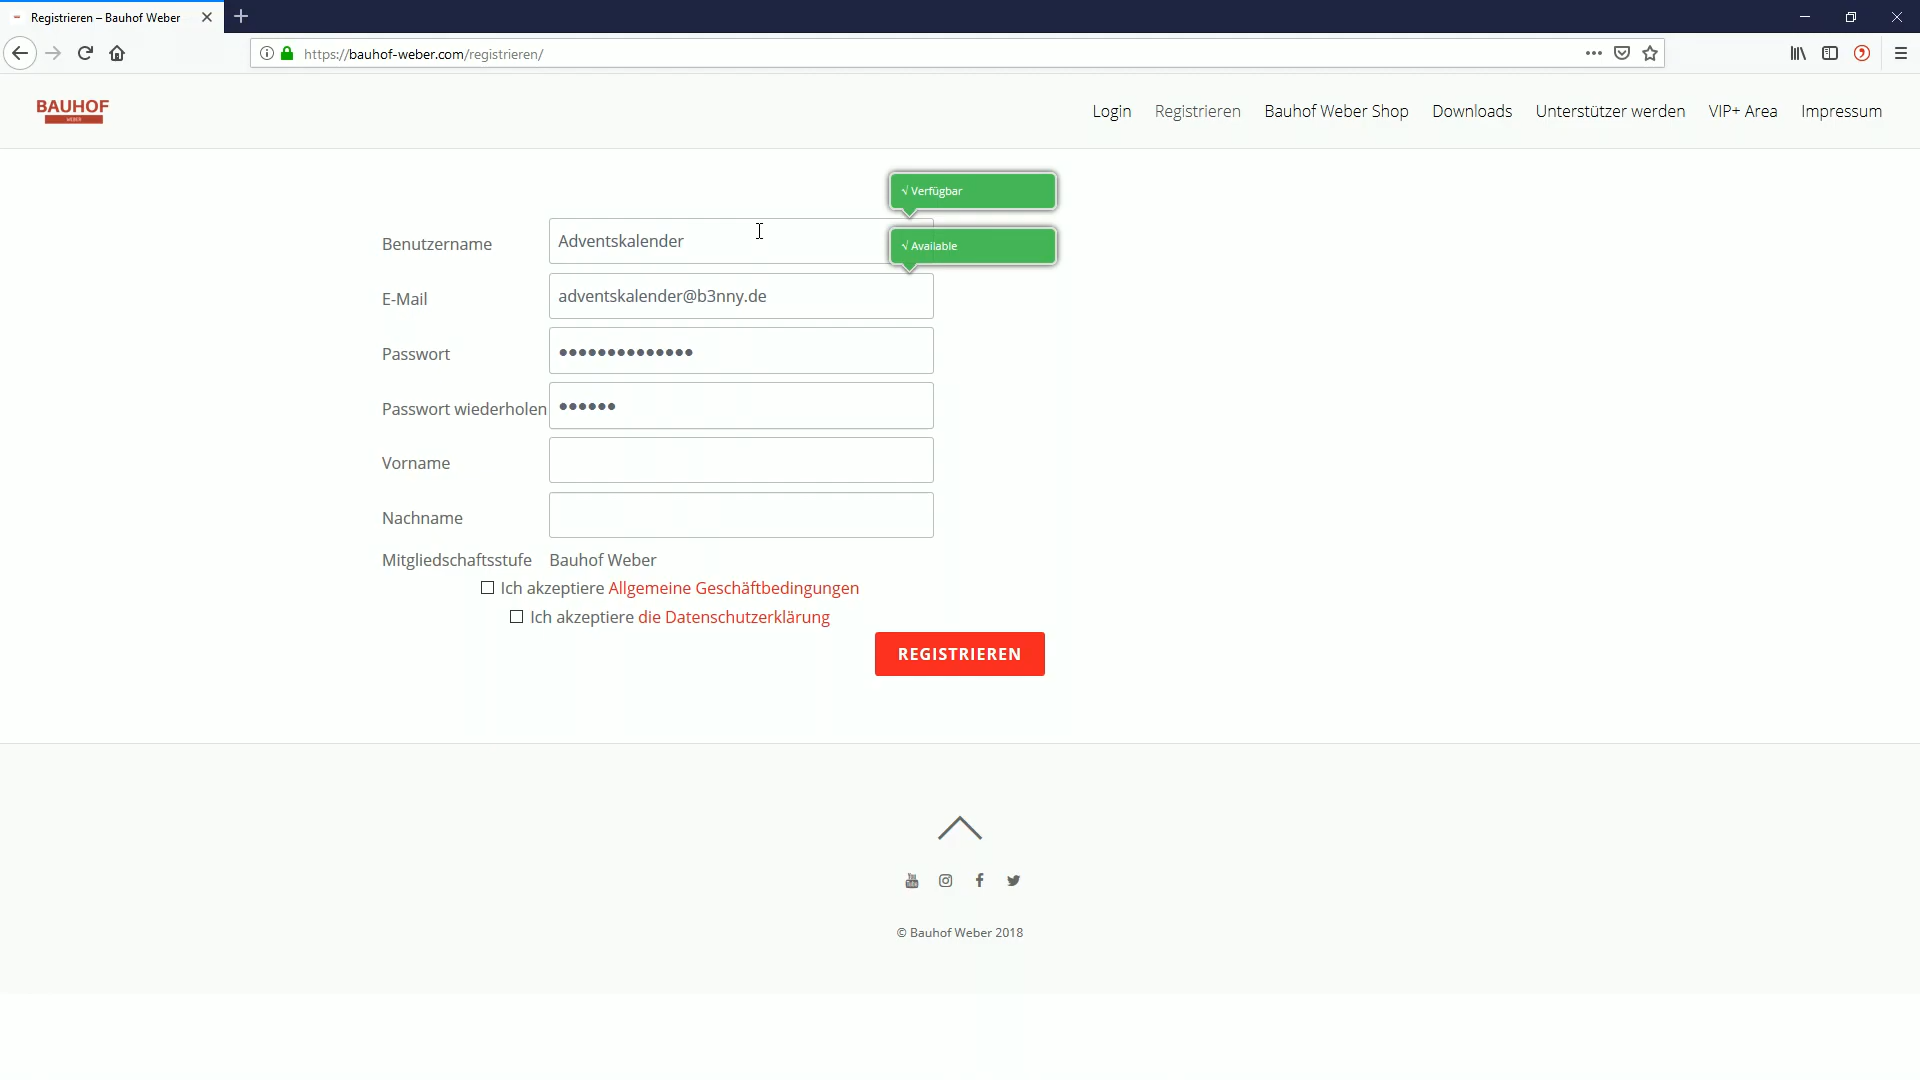 Registrieren – Bauhof Weber
https://bauhof-weber.com/registrieren/
BAUHOF
WEBER
Login Registrieren Bauhof Weber Shop Downloads Unterstützer werden VIP+ Area Impressum
√ Verfügbar
Benutzername Adventskalender
√ Available
E-Mail adventskalender@b3nny.de
Passwort ●●●●●●●●●●●●●●
Passwort wiederholen ●●●●●●
Vorname
Nachname
Mitgliedschaftsstufe Bauhof Weber
Ich akzeptiere Allgemeine Geschäftbedingungen
Ich akzeptiere die Datenschutzerklärung
REGISTRIEREN
© Bauhof Weber 2018